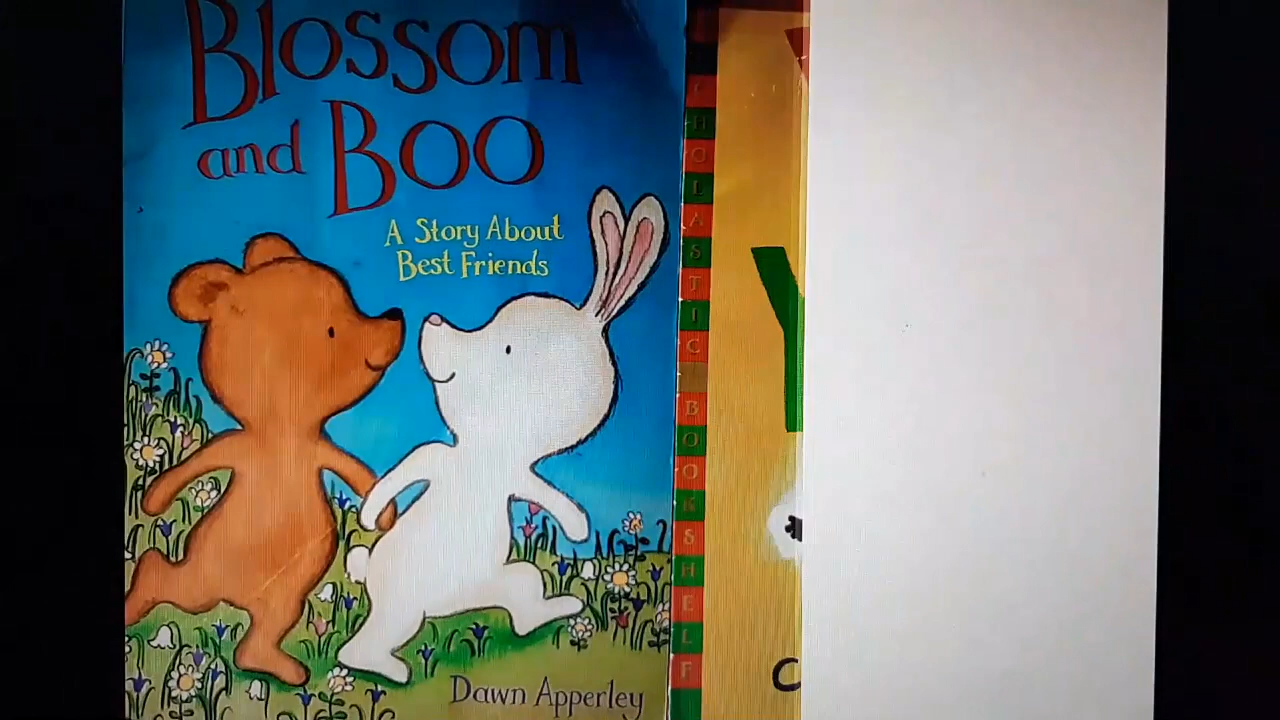 Blossom
and Boo
A Story About
Best Friends
Dawn Apperley
SCHOLASTIC BOOKSHELF
Y
C